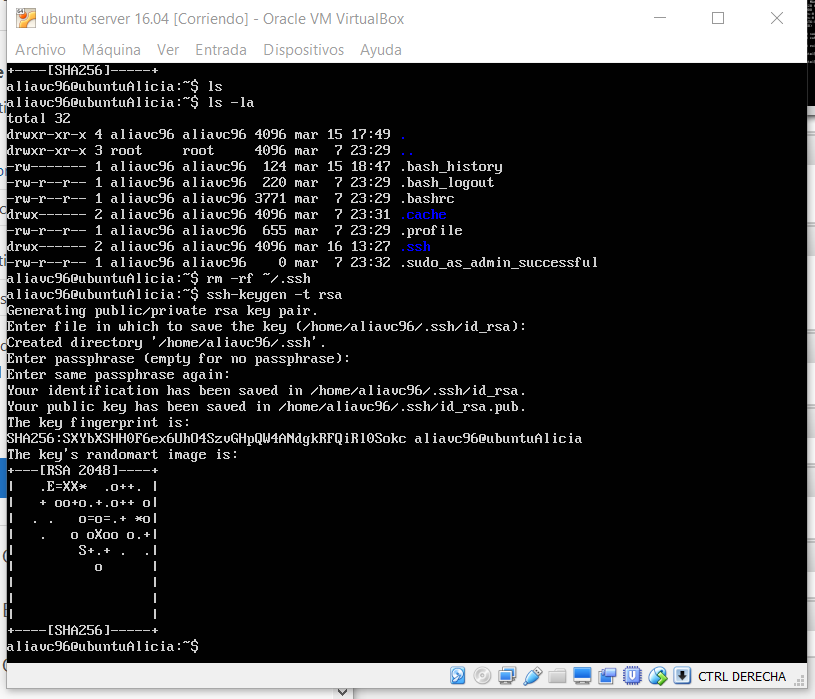 ubuntu server 16.04 [Corriendo] - Oracle VM VirtualBox
Archivo Máquina Ver Entrada Dispositivos Ayuda
+----[SHA256]-----+
aliavc96@ubuntuAlicia:~$ ls
aliavc96@ubuntuAlicia:~$ ls -la
total 32
drwxr-xr-x 4 aliavc96 aliavc96 4096 mar 15 17:49 .
drwxr-xr-x 3 root     root     4096 mar  7 23:29 ..
-rw------- 1 aliavc96 aliavc96  124 mar 15 18:47 .bash_history
-rw-r--r-- 1 aliavc96 aliavc96  220 mar  7 23:29 .bash_logout
-rw-r--r-- 1 aliavc96 aliavc96 3771 mar  7 23:29 .bashrc
drwx------ 2 aliavc96 aliavc96 4096 mar  7 23:31 .cache
-rw-r--r-- 1 aliavc96 aliavc96  655 mar  7 23:29 .profile
drwx------ 2 aliavc96 aliavc96 4096 mar 16 13:27 .ssh
-rw-r--r-- 1 aliavc96 aliavc96    0 mar  7 23:32 .sudo_as_admin_successful
aliavc96@ubuntuAlicia:~$ rm -rf ~/.ssh
aliavc96@ubuntuAlicia:~$ ssh-keygen -t rsa
Generating public/private rsa key pair.
Enter file in which to save the key (/home/aliavc96/.ssh/id_rsa):
Created directory '/home/aliavc96/.ssh'.
Enter passphrase (empty for no passphrase):
Enter same passphrase again:
Your identification has been saved in /home/aliavc96/.ssh/id_rsa.
Your public key has been saved in /home/aliavc96/.ssh/id_rsa.pub.
The key fingerprint is:
SHA256:SXYbXSHH0F6ex6UhO4SzvGHpQW4ANdgkRFQiRl0Sokc aliavc96@ubuntuAlicia
The key's randomart image is:
+---[RSA 2048]----+
|   .E=XX*  .o++. |
|   + oo+o.+.o++ o|
|  . .   o=o=.+ *o|
|   .   o oXoo o.+|
|        S+.+ .  .|
|          o      |
|                 |
|                 |
|                 |
+----[SHA256]-----+
aliavc96@ubuntuAlicia:~$
CTRL DERECHA